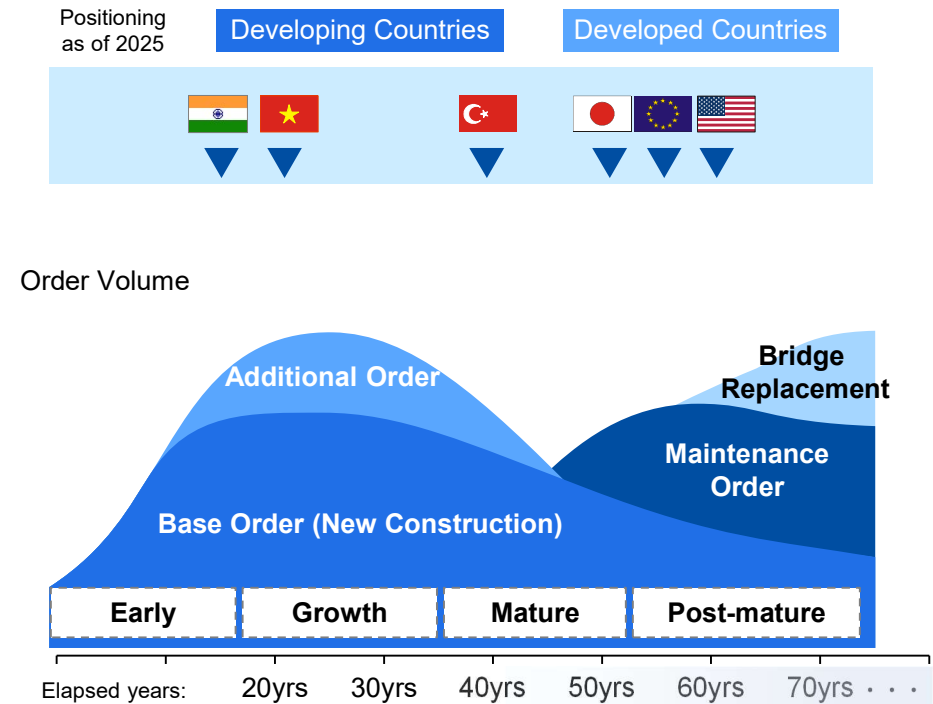 Positioning
as of 2025
Developing Countries
Developed Countries
Order Volume
Additional Order
Bridge
Replacement
Maintenance
Order
Base Order (New Construction)
Early
Growth
Mature
Post-mature
Elapsed years:
20yrs
30yrs
40yrs
50yrs
60yrs
70yrs · · ·